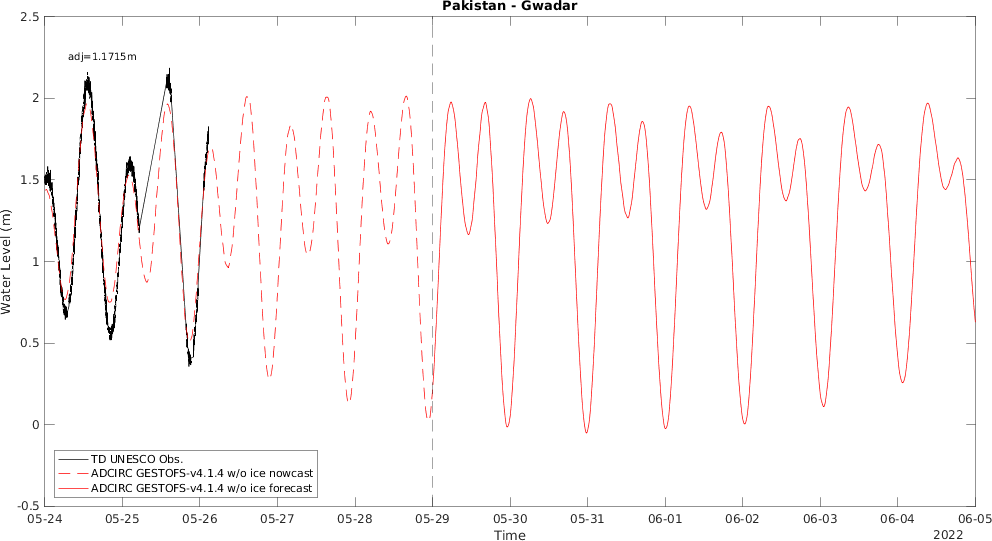 Pakistan - Gwadar
2.5
adj=1.1715m
2
1.5
Water Level (m)
1
0.5
0
TD UNESCO Obs.
ADCIRC GESTOFS-v4.1.4 w/o ice nowcast
ADCIRC GESTOFS-v4.1.4 w/o ice forecast
-0.5
05-24 05-25 05-26 05-27 05-28 05-29 05-30 05-31 06-01 06-02 06-03 06-04 06-05
Time
2022